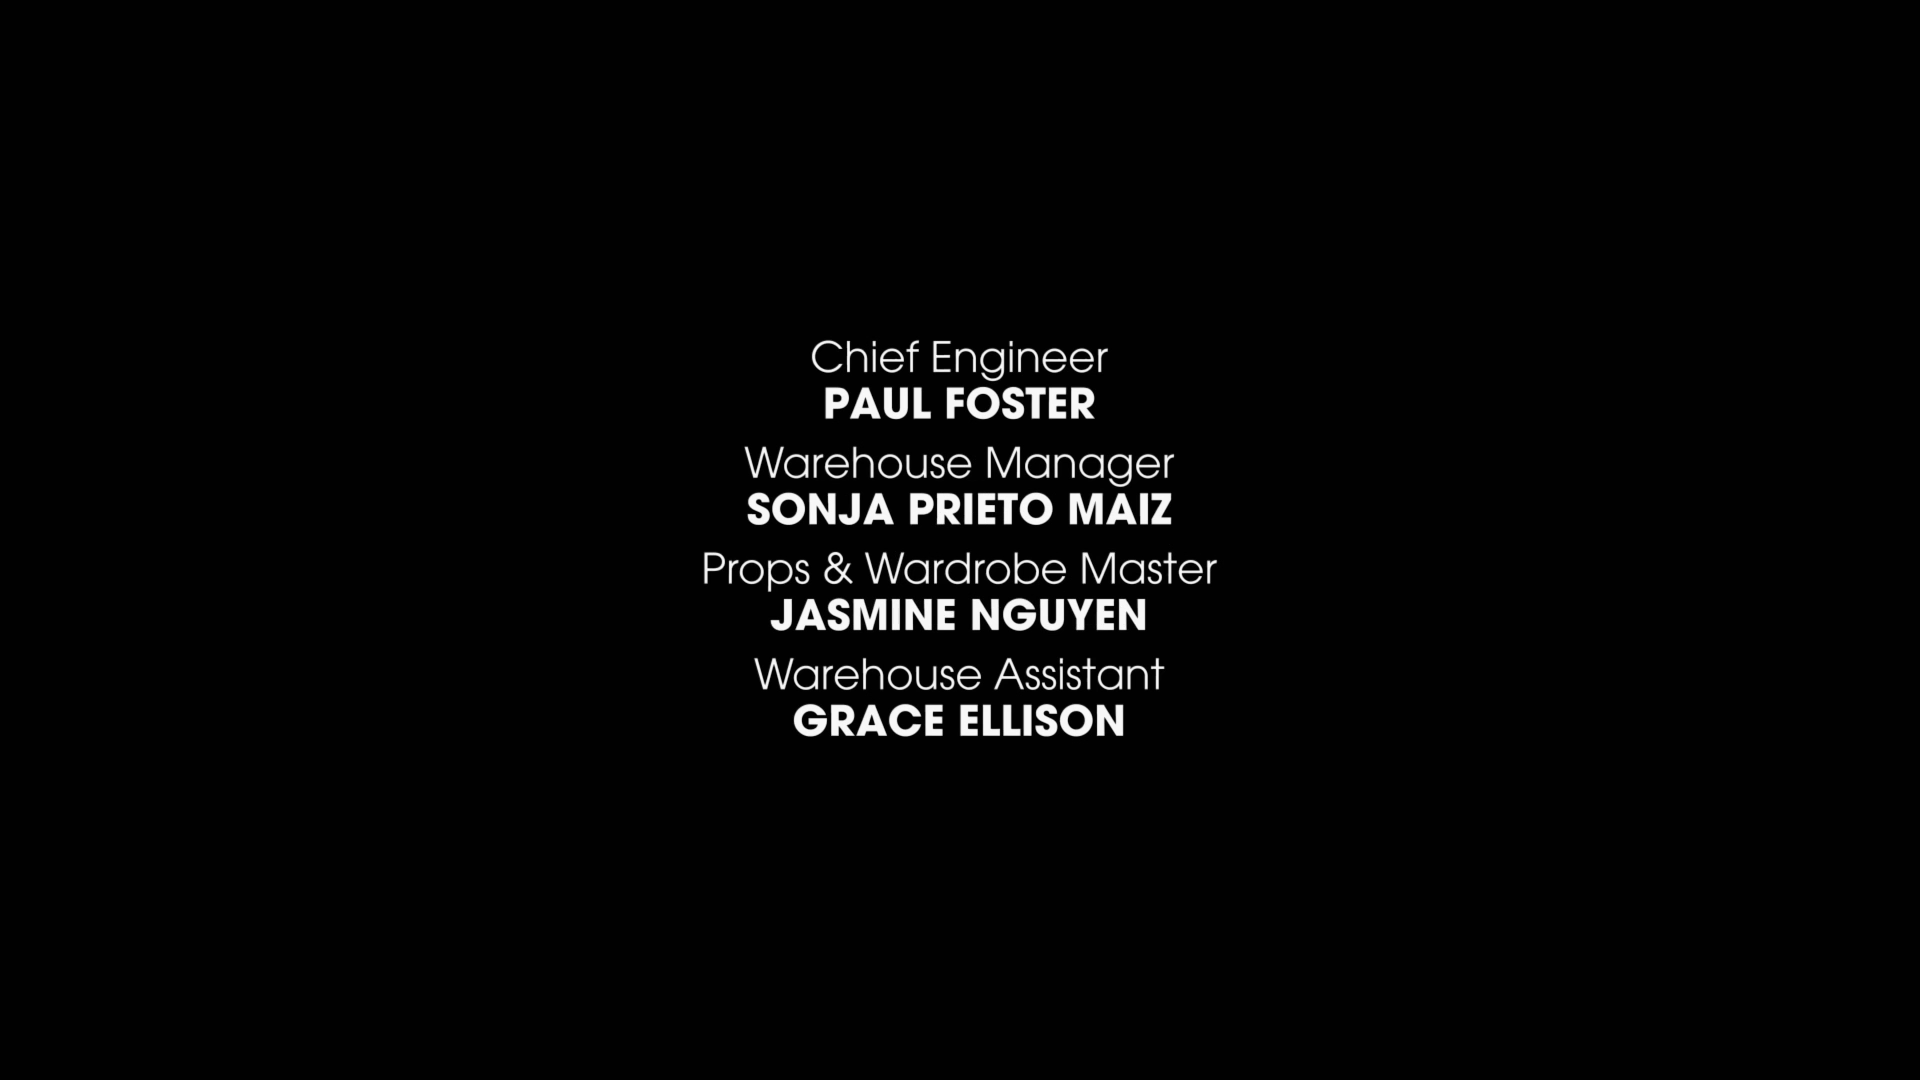 Chief Engineer
PAUL FOSTER
Warehouse Manager
SONJA PRIETO MAIZ
Props & Wardrobe Master
JASMINE NGUYEN
Warehouse Assistant
GRACE ELLISON